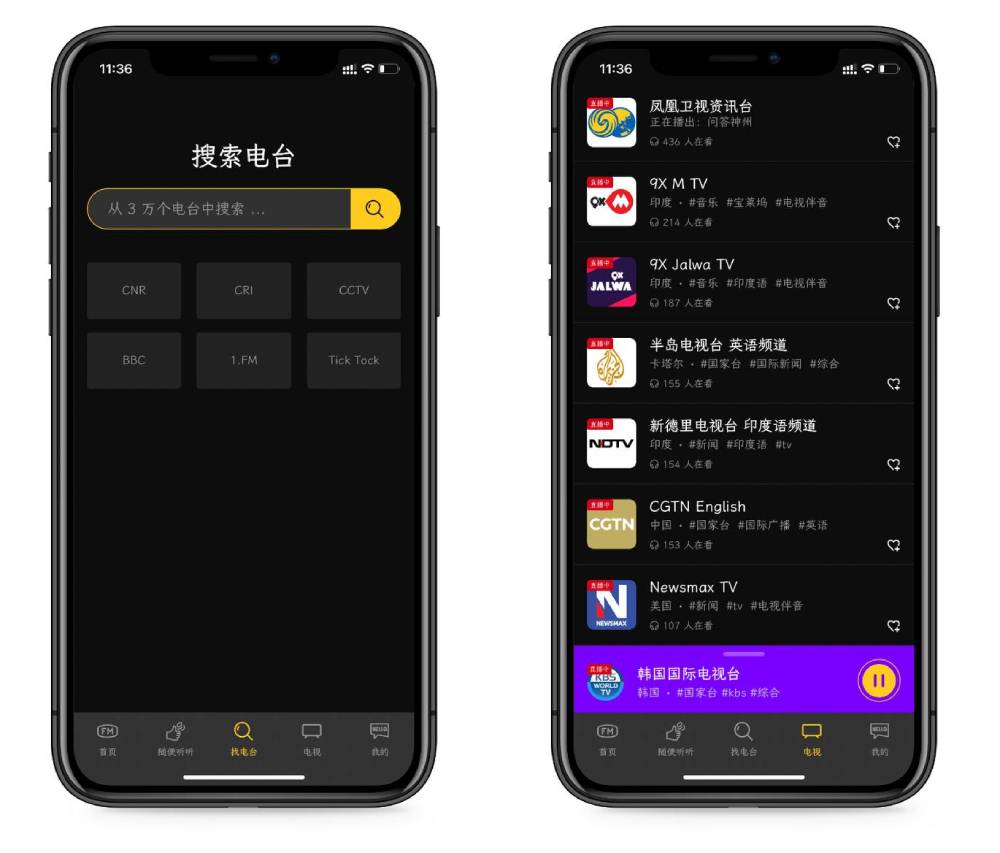 11:36
搜索电台
从 3 万个电台中搜索 ...
CNR
CRI
CCTV
BBC
1.FM
Tick Tock
FM
HELLO
首页
随便听听
找电台
电视
我的
11:36
直播中
凤凰卫视资讯台
正在播出：问答神州
436 人在看
直播中
9X M
9X M TV
印度 · #音乐 #宝莱坞 #电视伴音
214 人在看
直播中
9X
JALWA
9X Jalwa TV
印度 · #音乐 #印度语 #电视伴音
187 人在看
直播中
半岛电视台 英语频道
卡塔尔 · #国家台 #国际新闻 #综合
155 人在看
直播中
NDTV
新德里电视台 印度语频道
印度 · #新闻 #印度语 #tv
154 人在看
直播中
CGTN
CGTN English
中国 · #国家台 #国际广播 #英语
153 人在看
直播中
N
NEWSMAX
Newsmax TV
美国 · #新闻 #tv #电视伴音
107 人在看
直播中
KBS
WORLD
TV
韩国国际电视台
韩国 · #国家台 #kbs #综合
FM
HELLO
首页
随便听听
找电台
电视
我的